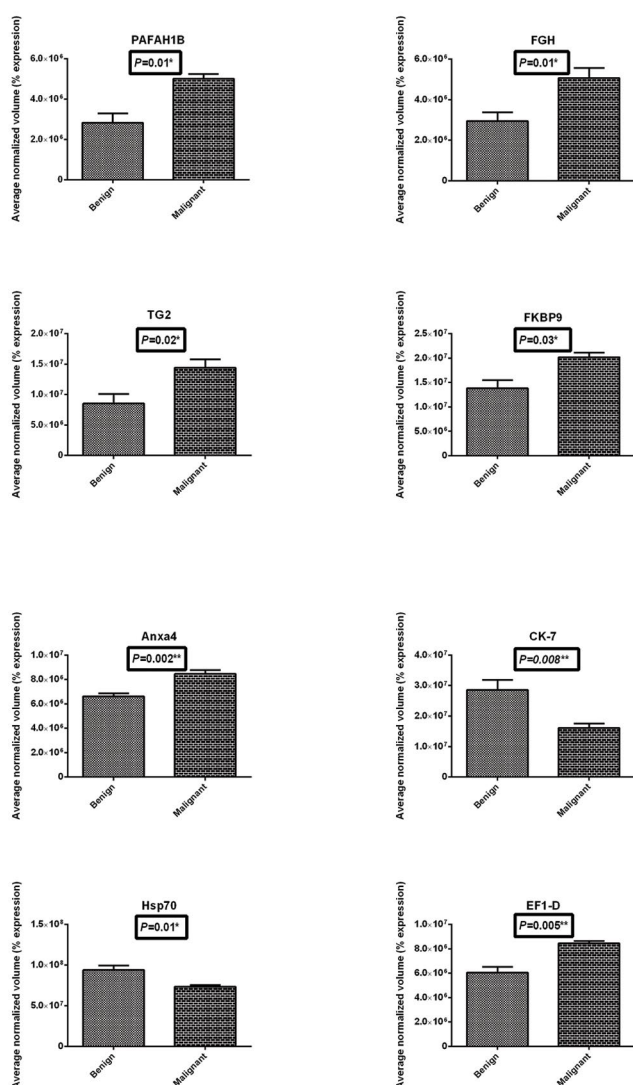 PAFAH1B
P=0.01*
Average normalized volume (% expression)
6.0×10⁶
4.0×10⁶
2.0×10⁶
0
Benign
Malignant
FGH
P=0.01*
Average normalized volume (% expression)
6.0×10⁶
4.0×10⁶
2.0×10⁶
0
Benign
Malignant
TG2
P=0.02*
Average normalized volume (% expression)
2.0×10⁷
1.5×10⁷
1.0×10⁷
5.0×10⁶
0
Benign
Malignant
FKBP9
P=0.03*
Average normalized volume (% expression)
2.5×10⁷
2.0×10⁷
1.5×10⁷
1.0×10⁷
5.0×10⁶
0
Benign
Malignant
Anxa4
P=0.002**
Average normalized volume (% expression)
1.0×10⁷
8.0×10⁶
6.0×10⁶
4.0×10⁶
2.0×10⁶
0
Benign
Malignant
CK-7
P=0.008**
Average normalized volume (% expression)
4.0×10⁷
3.0×10⁷
2.0×10⁷
1.0×10⁷
0
Benign
Malignant
Hsp70
P=0.01*
Average normalized volume (% expression)
1.5×10⁸
1.0×10⁸
5.0×10⁷
0
Benign
Malignant
EF1-D
P=0.005**
Average normalized volume (% expression)
1.0×10⁷
8.0×10⁶
6.0×10⁶
4.0×10⁶
2.0×10⁶
0
Benign
Malignant